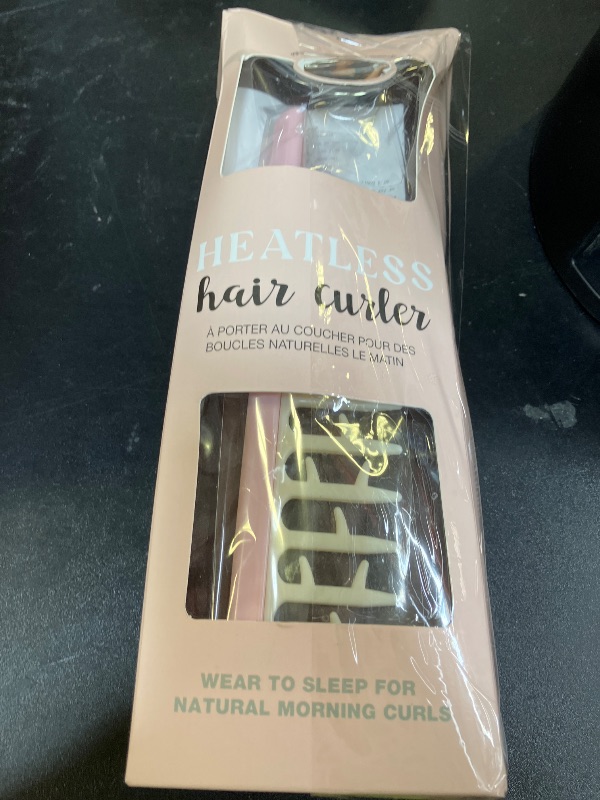 HEATLESS
hair curler
À PORTER AU COUCHER POUR DES
BOUCLES NATURELLES LE MATIN
WEAR TO SLEEP FOR
NATURAL MORNING CURLS